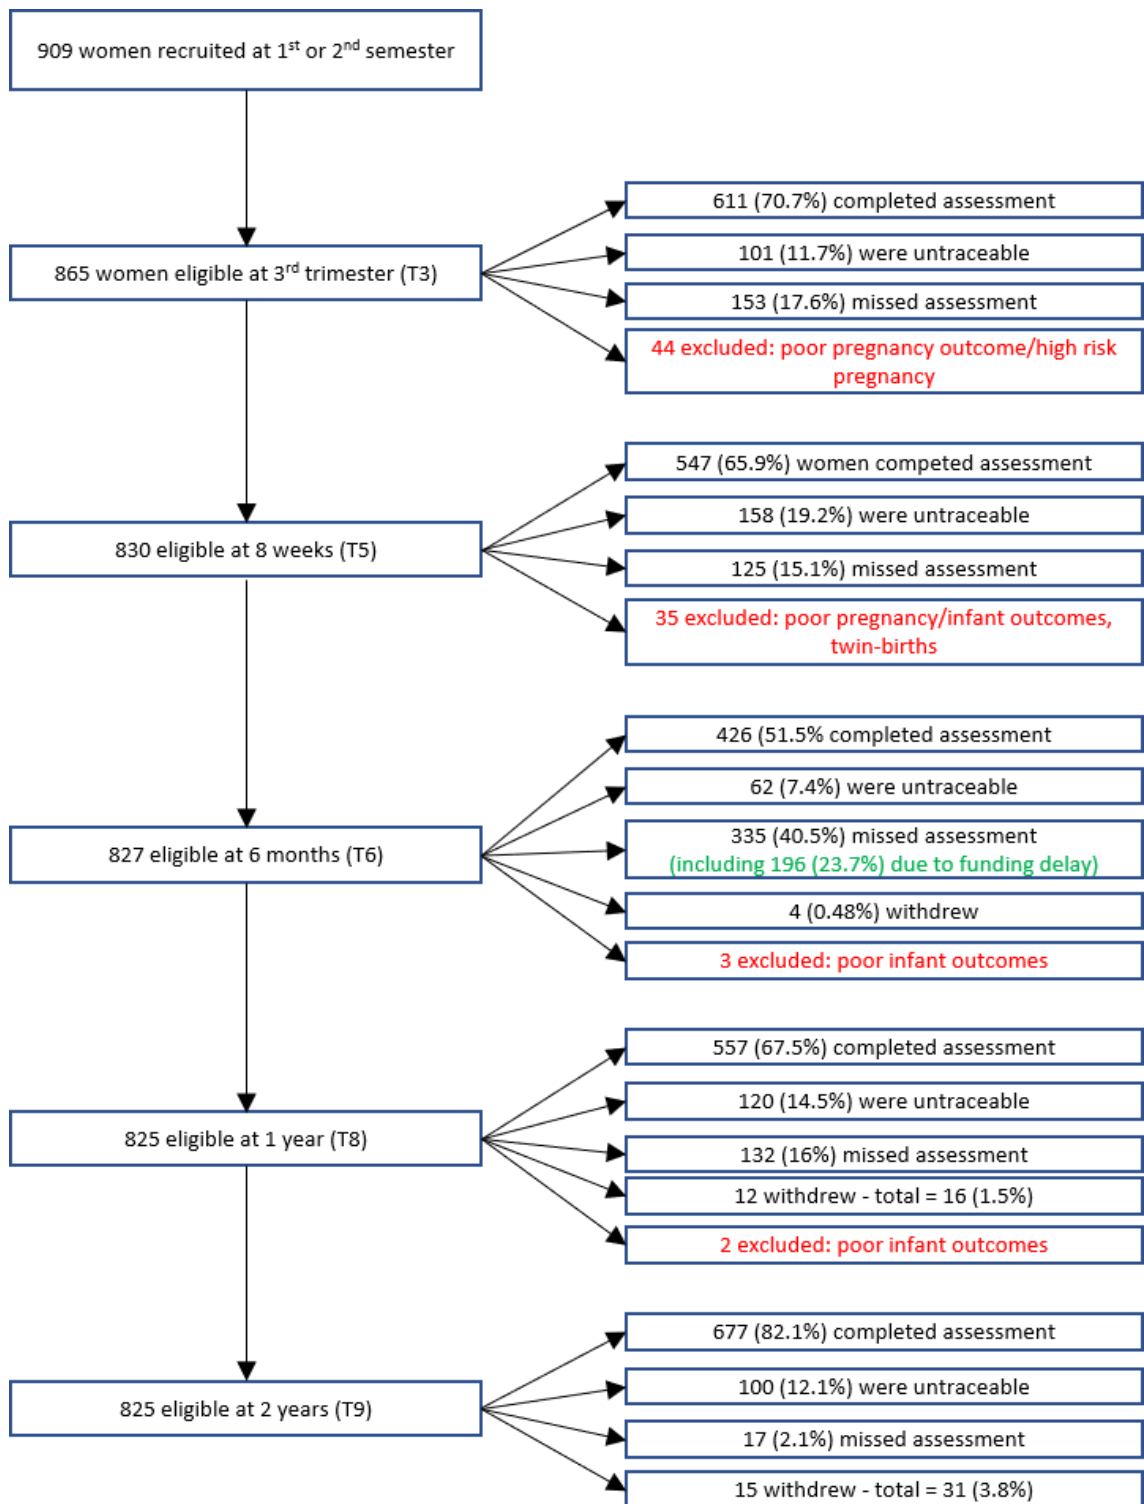 909 women recruited at 1st or 2nd semester
611 (70.7%) completed assessment
101 (11.7%) were untraceable
865 women eligible at 3rd trimester (T3)
153 (17.6%) missed assessment
44 excluded: poor pregnancy outcome/high risk
pregnancy
547 (65.9%) women competed assessment
158 (19.2%) were untraceable
830 eligible at 8 weeks (T5)
125 (15.1%) missed assessment
35 excluded: poor pregnancy/infant outcomes,
twin-births
426 (51.5% completed assessment
62 (7.4%) were untraceable
827 eligible at 6 months (T6)
335 (40.5%) missed assessment
(including 196 (23.7%) due to funding delay)
4 (0.48%) withdrew
3 excluded: poor infant outcomes
557 (67.5%) completed assessment
120 (14.5%) were untraceable
825 eligible at 1 year (T8)
132 (16%) missed assessment
12 withdrew - total = 16 (1.5%)
2 excluded: poor infant outcomes
677 (82.1%) completed assessment
100 (12.1%) were untraceable
825 eligible at 2 years (T9)
17 (2.1%) missed assessment
15 withdrew - total = 31 (3.8%)